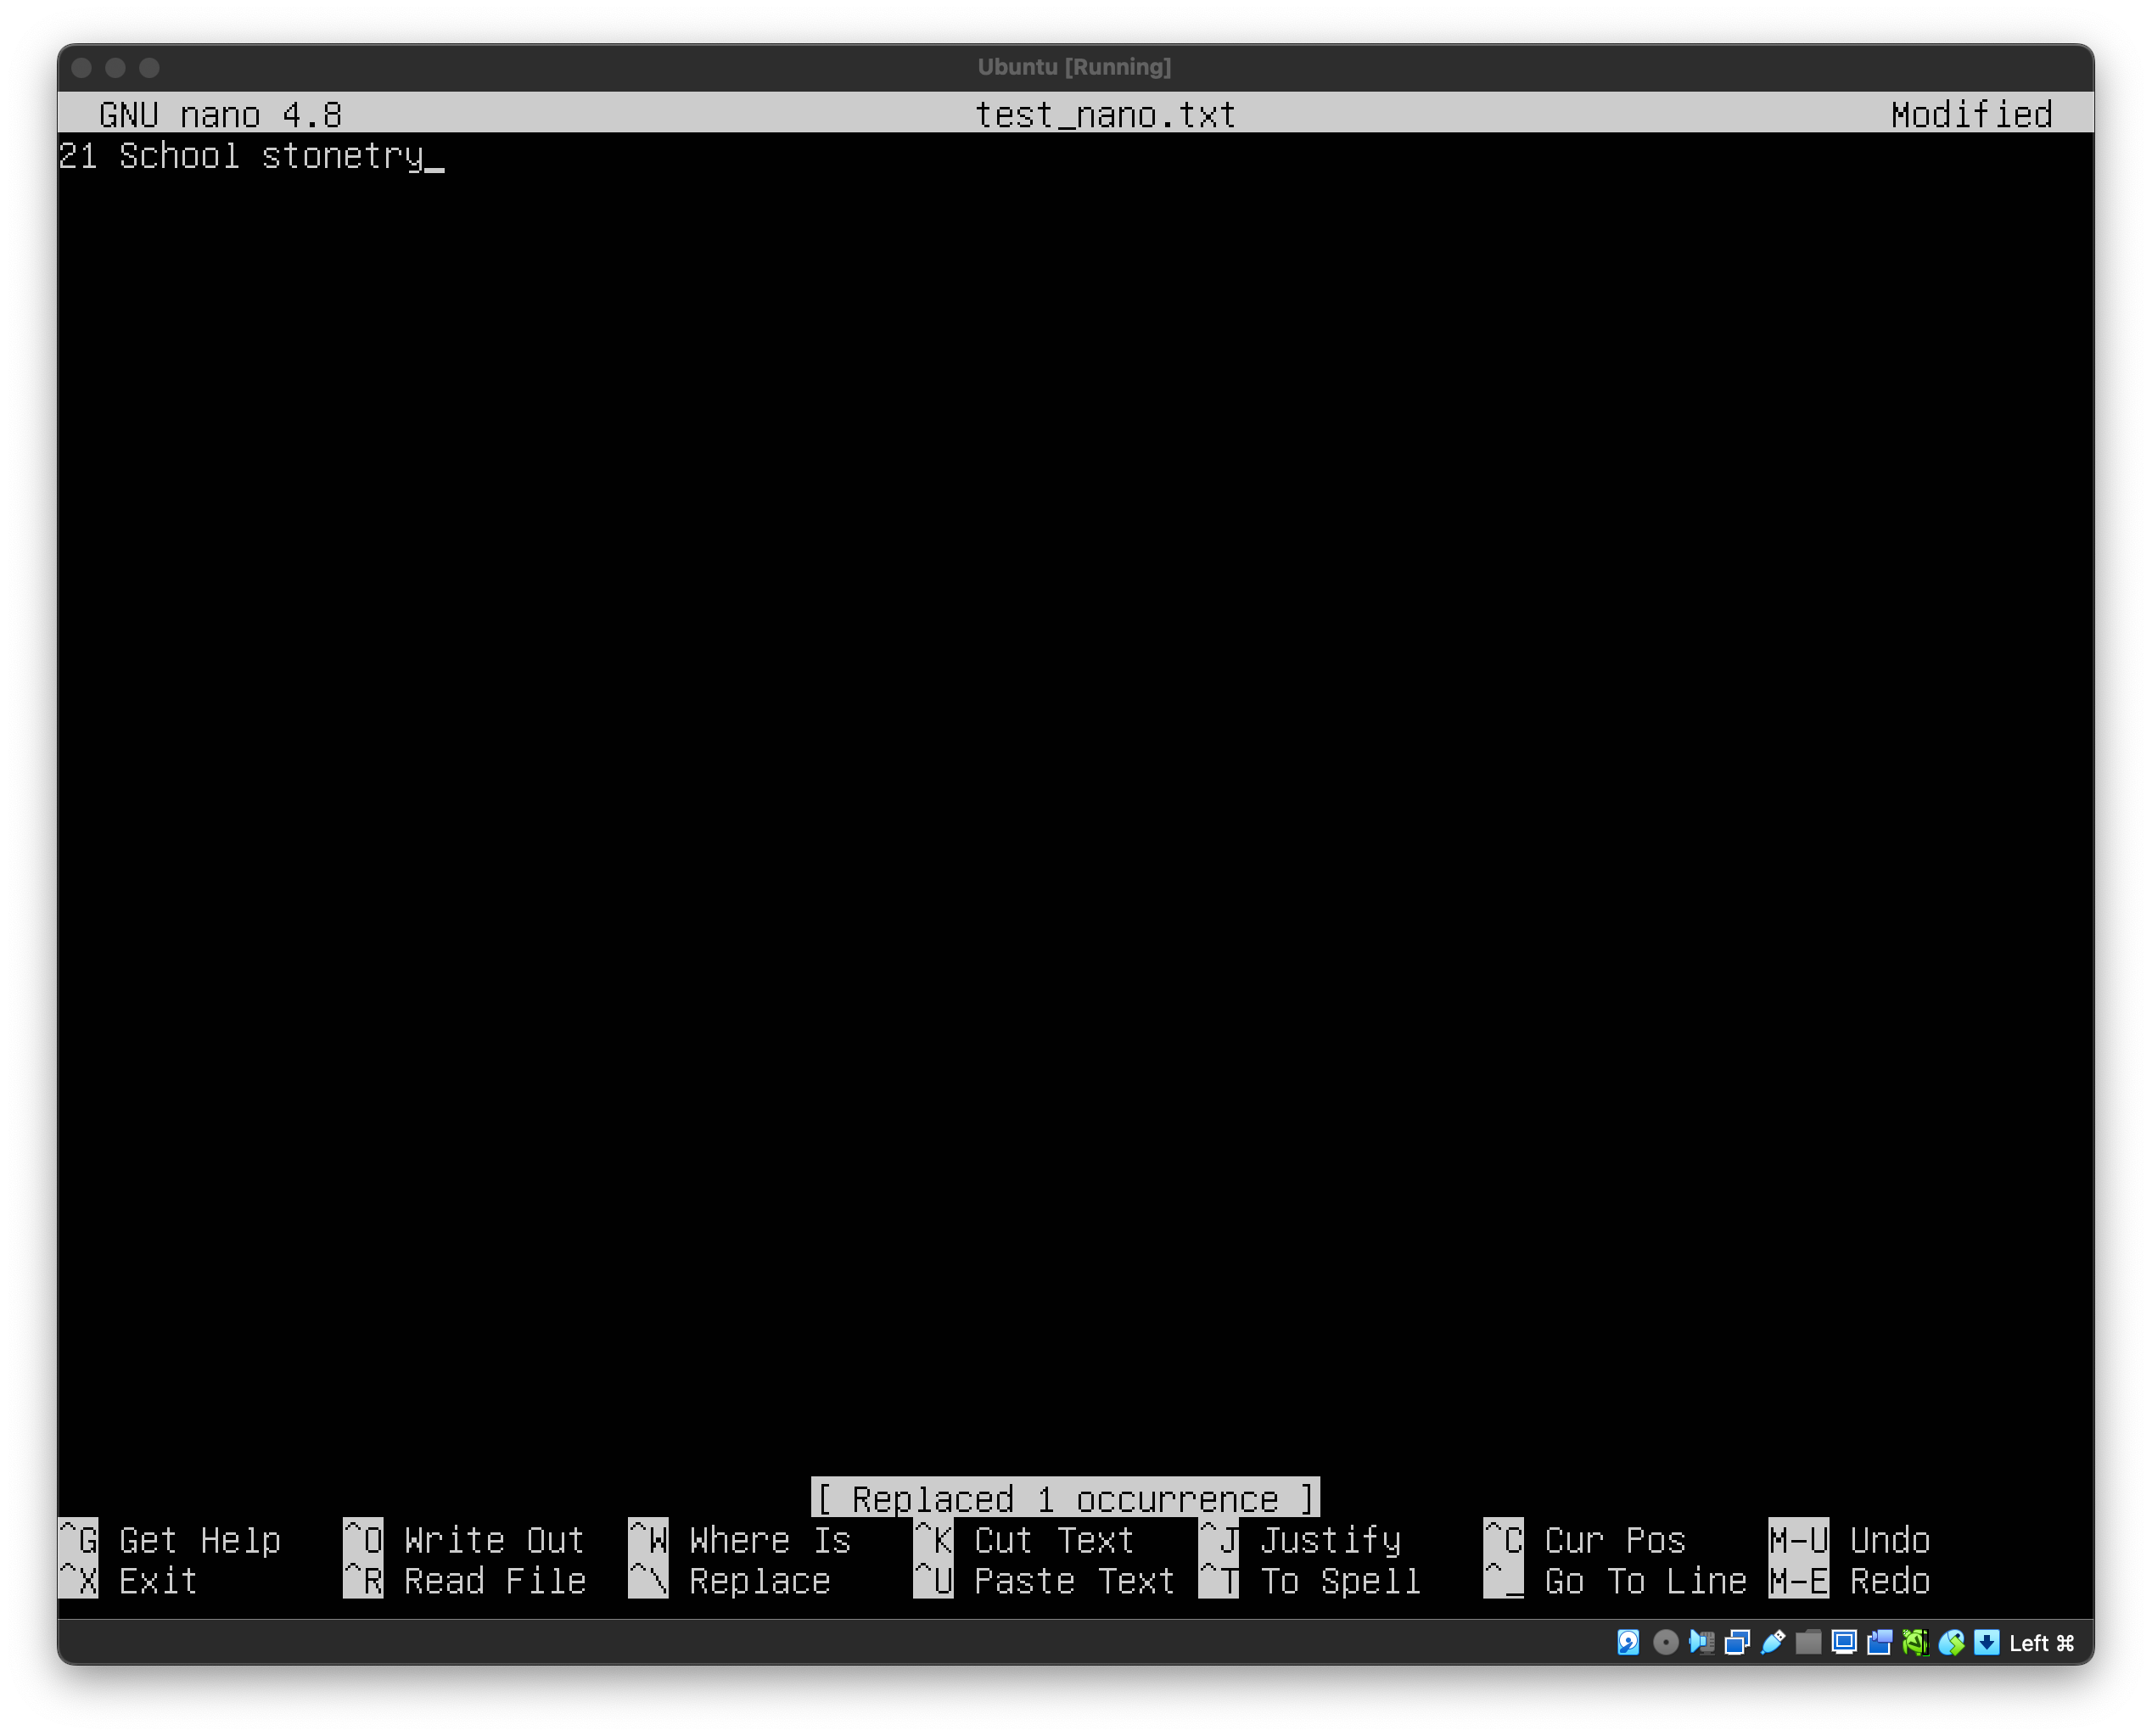 Ubuntu [Running]
GNU nano 4.8 test_nano.txt Modified
21 School stonetry_
[ Replaced 1 occurrence ]
^G Get Help ^O Write Out ^W Where Is ^K Cut Text ^J Justify ^C Cur Pos M-U Undo
^X Exit ^R Read File ^\ Replace ^U Paste Text ^T To Spell ^_ Go To Line M-E Redo
Left ⌘